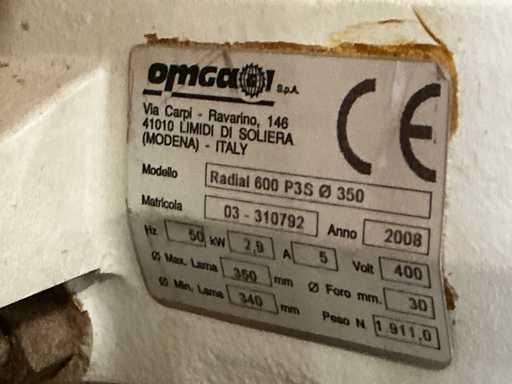 omga S.p.A.
Via Carpi - Ravarino, 146
41010 LIMIDI DI SOLIERA
(MODENA) - ITALY
CE
Modello Radial 600 P3S Ø 350
Matricola 03 - 310792 Anno 2008
Hz 50 kW 2,9 A 5 Volt 400
Ø Max. Lama 350 mm Ø Foro mm. 30
Ø Min. Lama 340 mm Peso N. 1.911,0